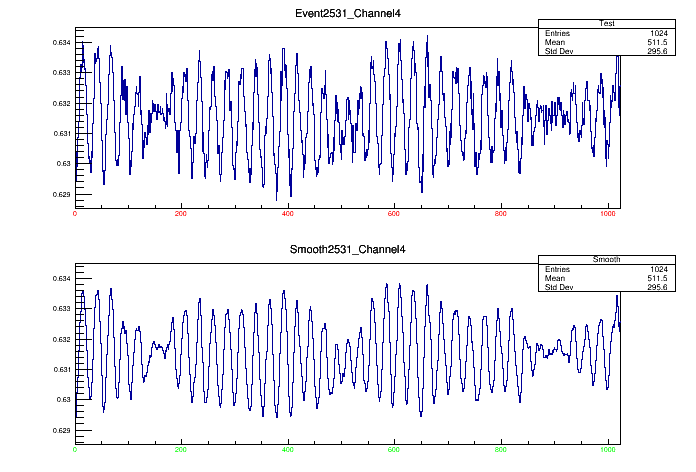 Event2531_Channel4
Test
Entries 1024
Mean 511.5
Std Dev 295.6
0.634
0.633
0.632
0.631
0.63
0.629
0 200 400 600 800 1000
Smooth2531_Channel4
Smooth
Entries 1024
Mean 511.5
Std Dev 295.6
0.634
0.633
0.632
0.631
0.63
0.629
0 200 400 600 800 1000